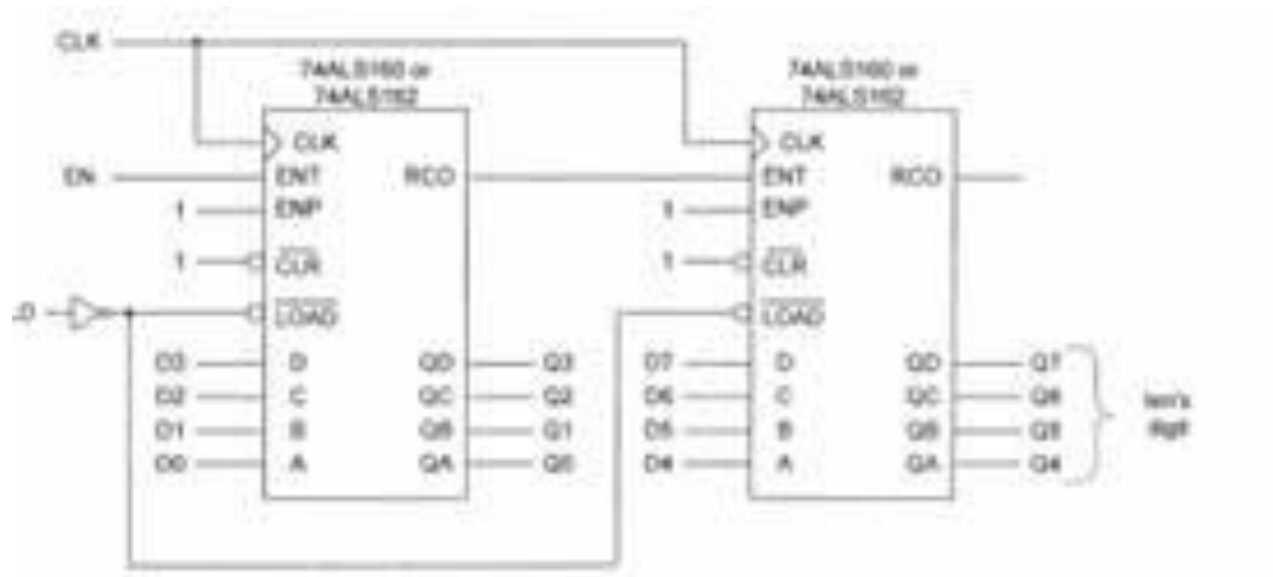 CLK
74ALS160 or
74ALS162
74ALS160 or
74ALS162
CLK
CLK
EN
ENT
RCO
ENT
RCO
1
ENP
1
ENP
1
CLR
1
CLR
LOAD
LOAD
D3
D
QD
Q3
D7
D
QD
Q7
D2
C
QC
Q2
D6
C
QC
Q6
D1
B
QB
Q1
D5
B
QB
Q5
D0
A
QA
Q0
D4
A
QA
Q4
ten's
digit